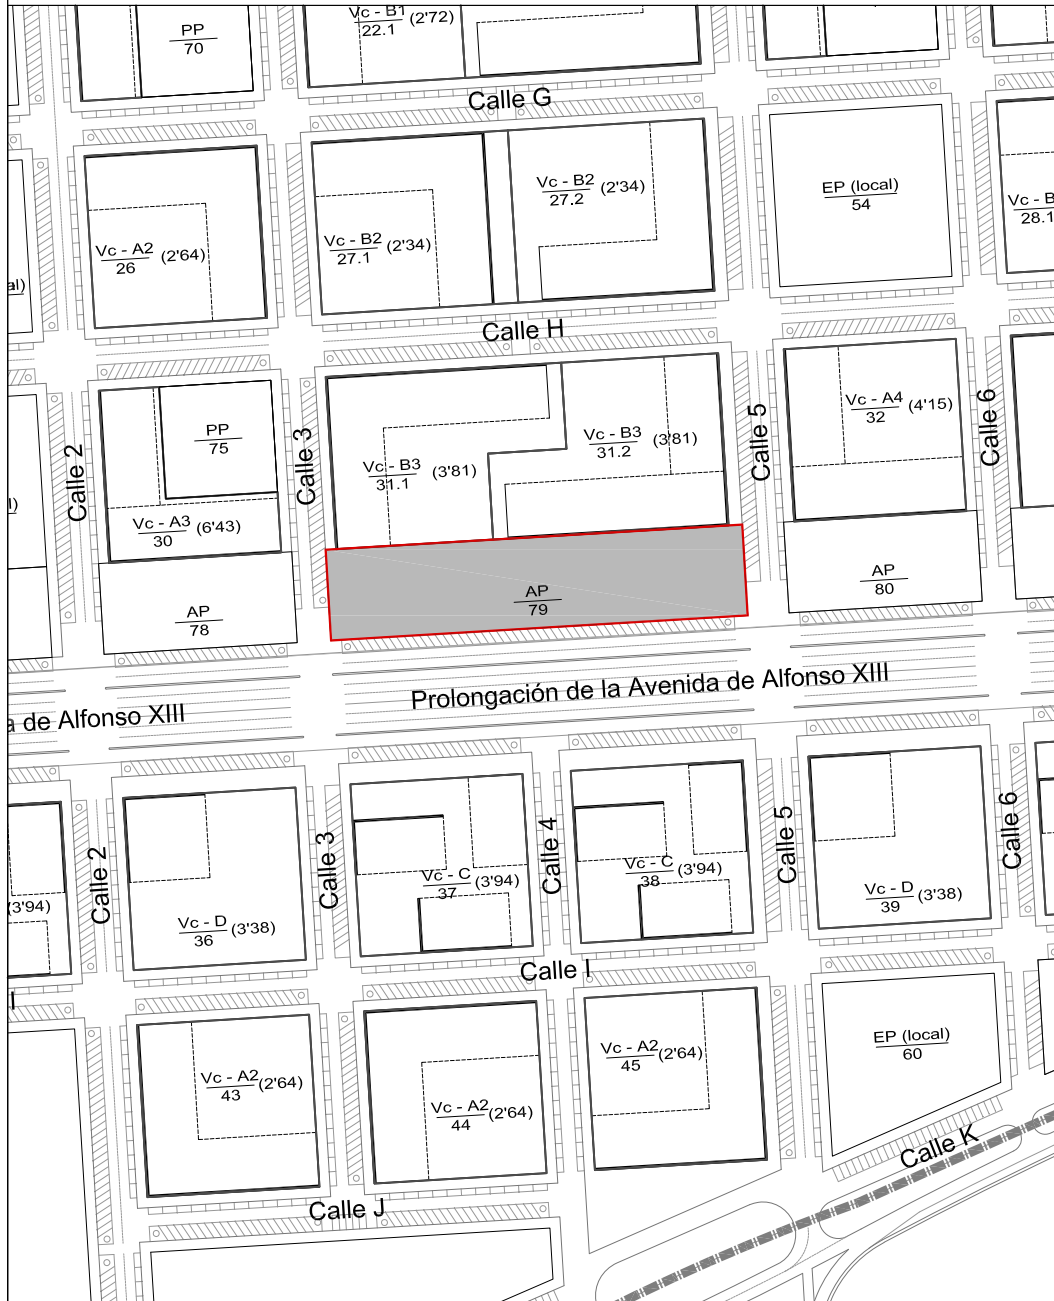 PP
70
Vc - B1 (2'72)
22.1
Calle G
Vc - A2 (2'64)
26
Vc - B2 (2'34)
27.1
Vc - B2 (2'34)
27.2
EP (local)
54
Vc - B
28.1
al)
Calle H
Calle 2
PP
75
Vc - A3 (6'43)
30
Calle 3
Vc - B3 (3'81)
31.1
Vc - B3 (3'81)
31.2
Calle 5
Vc - A4 (4'15)
32
Calle 6
l)
AP
78
AP
79
AP
80
Prolongación de la Avenida de Alfonso XIII
a de Alfonso XIII
(3'94)
Calle 2
Vc - D (3'38)
36
Calle 3
Vc - C (3'94)
37
Calle 4
Vc - C (3'94)
38
Calle 5
Vc - D (3'38)
39
Calle 6
Calle I
I
Vc - A2 (2'64)
43
Vc - A2 (2'64)
44
Vc - A2 (2'64)
45
EP (local)
60
Calle K
Calle J